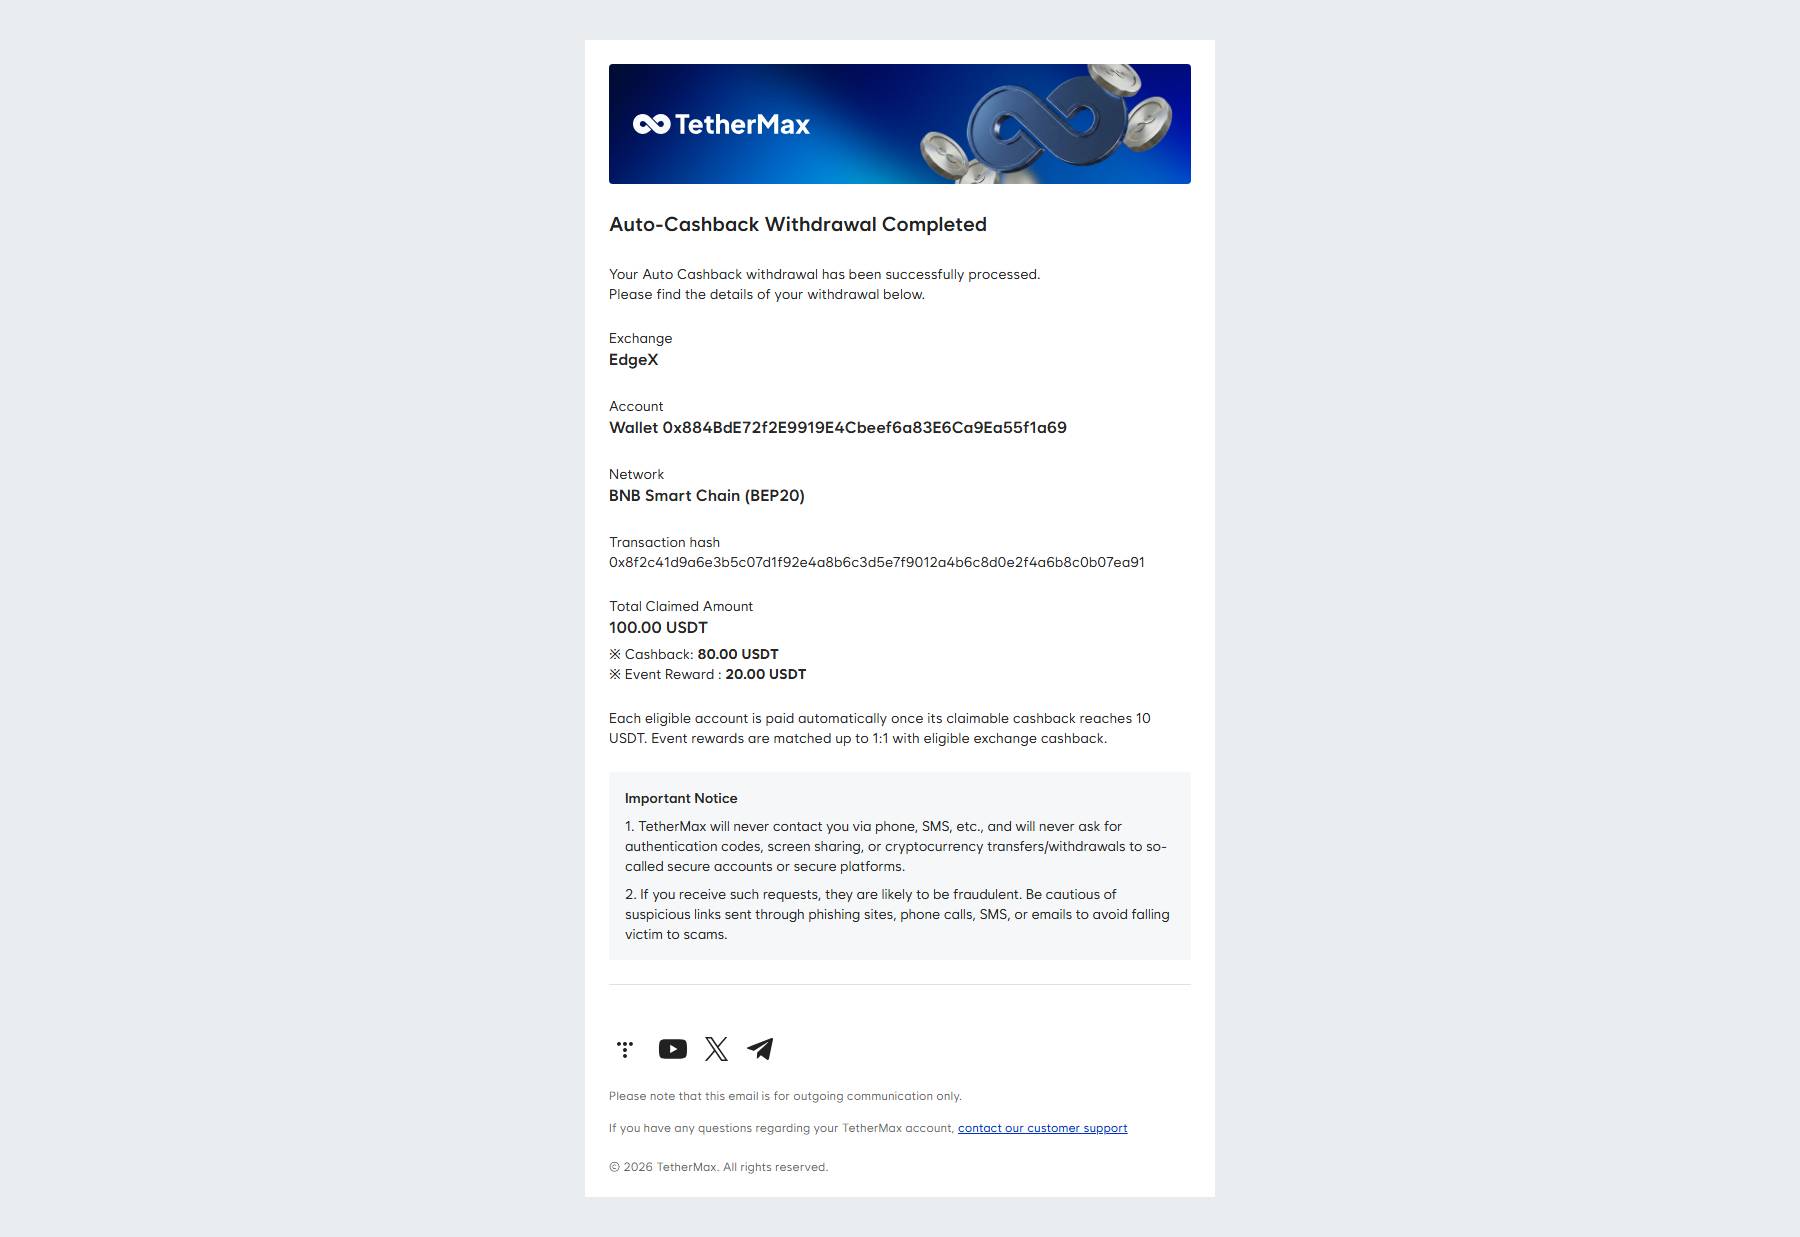 TetherMax
Auto-Cashback Withdrawal Completed
Your Auto Cashback withdrawal has been successfully processed.
Please find the details of your withdrawal below.
Exchange
EdgeX
Account
Wallet 0x884BdE72f2E9919E4Cbeef6a83E6Ca9Ea55f1a69
Network
BNB Smart Chain (BEP20)
Transaction hash
0x8f2c41d9a6e3b5c07d1f92e4a8b6c3d5e7f9012a4b6c8d0e2f4a6b8c0b07ea91
Total Claimed Amount
100.00 USDT
※ Cashback: 80.00 USDT
※ Event Reward : 20.00 USDT
Each eligible account is paid automatically once its claimable cashback reaches 10
USDT. Event rewards are matched up to 1:1 with eligible exchange cashback.
Important Notice
1. TetherMax will never contact you via phone, SMS, etc., and will never ask for
authentication codes, screen sharing, or cryptocurrency transfers/withdrawals to so-
called secure accounts or secure platforms.
2. If you receive such requests, they are likely to be fraudulent. Be cautious of
suspicious links sent through phishing sites, phone calls, SMS, or emails to avoid falling
victim to scams.
Please note that this email is for outgoing communication only.
If you have any questions regarding your TetherMax account, contact our customer support
© 2026 TetherMax. All rights reserved.